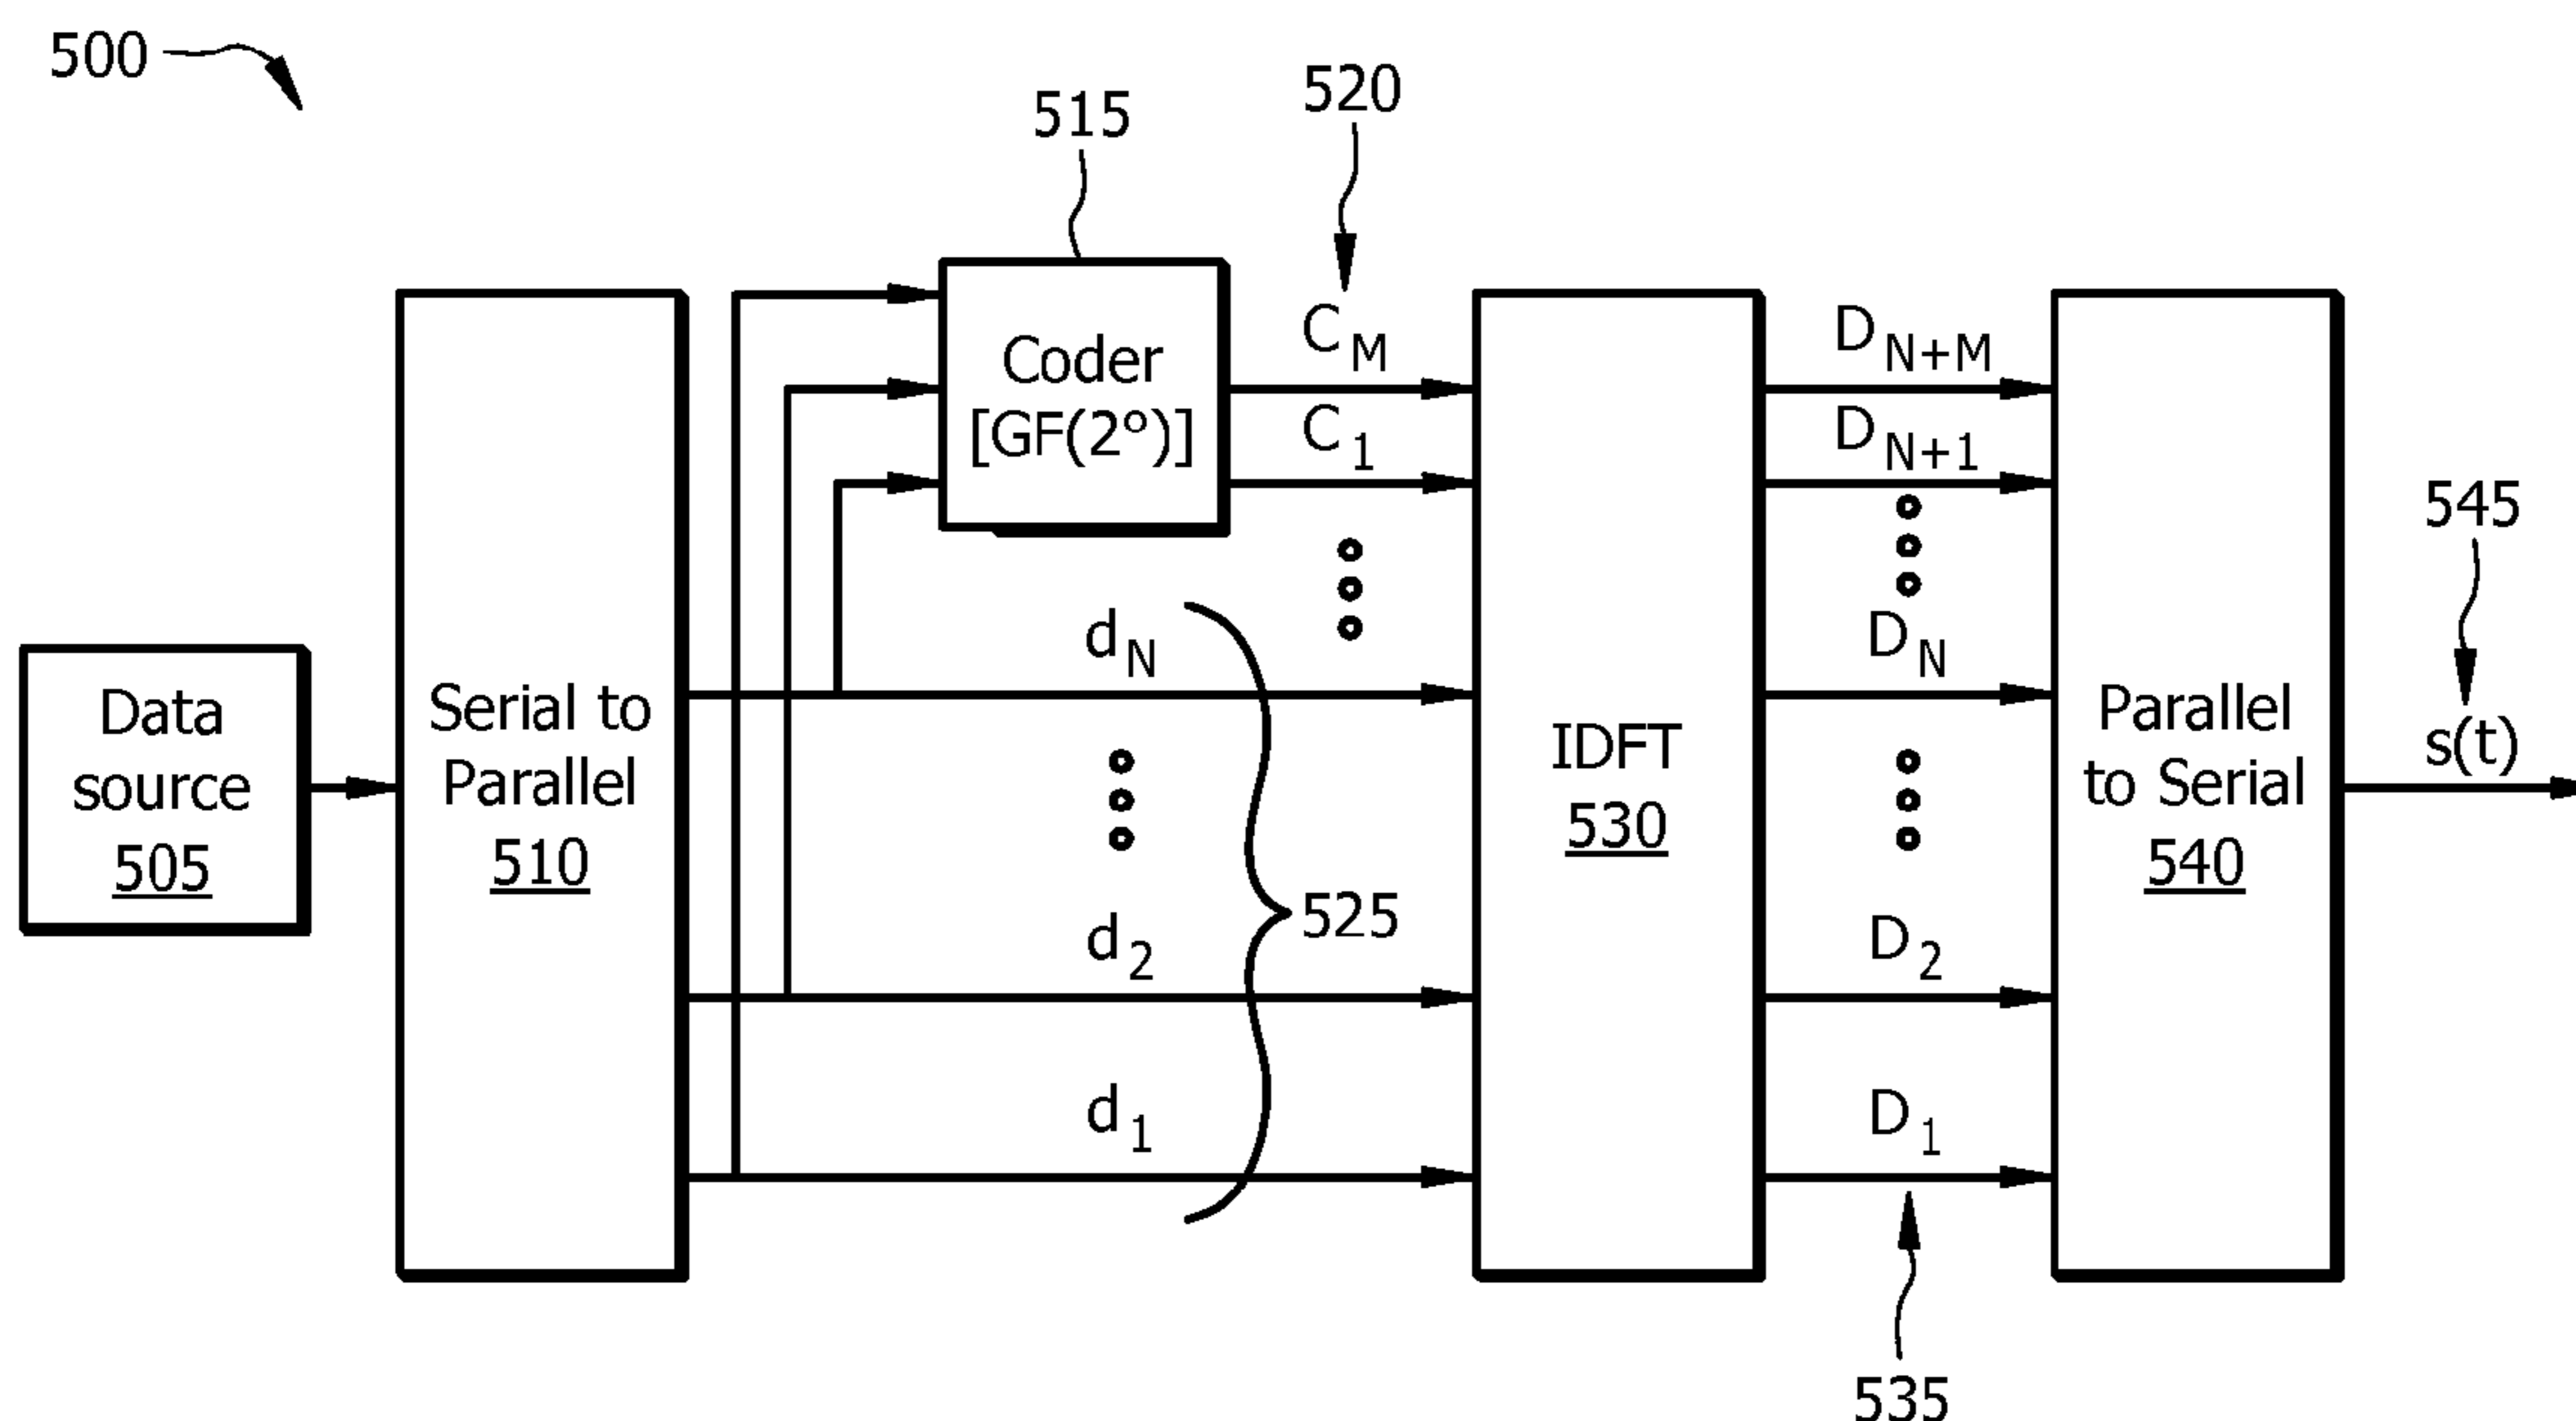 500
515
520
Coder
[GF(2°)]
C M
C 1
D N+M
D N+1
545
s(t)
Data
source
505
Serial to
Parallel
510
d N
d 2
d 1
525
IDFT
530
D N
D 2
D 1
535
Parallel
to Serial
540